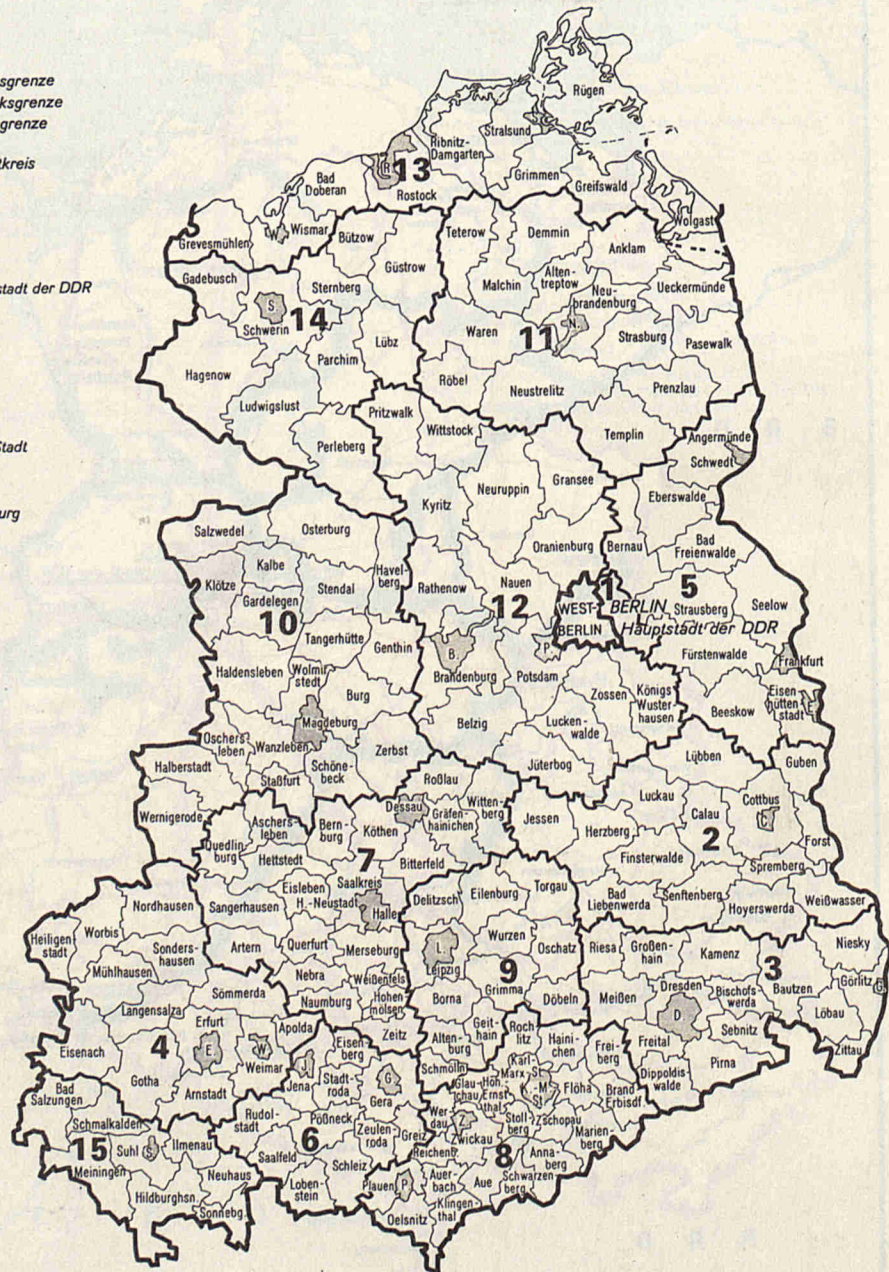 sgrenze
ksgrenze
grenze
tkreis
tadt der DDR
Stadt
urg
Rügen
Ribnitz-
Damgarten
Stralsund
Bad
Doberan
R.
13
Rostock
Grimmen
Greifswald
Wolgast
Grevesmühlen
W.
Wismar
Bützow
Teterow
Demmin
Anklam
Güstrow
Gadebusch
Sternberg
Malchin
Alten-
treptow
Neu-
brandenburg
Ueckermünde
S.
Schwerin
14
Waren
11
N.
Strasburg
Pasewalk
Lübz
Parchim
Hagenow
Röbel
Neustrelitz
Prenzlau
Ludwigslust
Pritzwalk
Wittstock
Templin
Angermünde
Schwedt
Perleberg
Kyritz
Neuruppin
Gransee
Eberswalde
Salzwedel
Osterburg
Oranienburg
Bernau
Bad
Freienwalde
Klötze
Kalbe
Stendal
Havel-
berg
Rathenow
Nauen
12
1
5
Gardelegen
10
WEST-
BERLIN
BERLIN
Hauptstadt der DDR
Strausberg
Seelow
Tangerhütte
Genthin
B.
Brandenburg
P.
Potsdam
Fürstenwalde
Frankfurt
F.
Haldensleben
Wolmir-
stedt
Burg
Zossen
Königs
Wuster
hausen
Beeskow
Eisen
hütten
stadt
Magdeburg
Belzig
Lucken-
walde
Oschers-
leben
Wanzleben
Zerbst
Jüterbog
Lübben
Guben
Halberstadt
Staßfurt
Schöne-
beck
Roßlau
Luckau
Wernigerode
Aschers-
leben
Bern-
burg
Köthen
Dessau
Gräfen-
hainichen
Witten-
berg
Jessen
Herzberg
Calau
Cottbus
C.
2
Forst
Quedlin
burg
Hettstedt
7
Bitterfeld
Finsterwalde
Spremberg
Eisleben
H.-Neustadt
Saalkreis
Halle
Delitzsch
Eilenburg
Torgau
Bad
Liebenwerda
Senftenberg
Hoyerswerda
Weißwasser
Nordhausen
Sangerhausen
Heiligen
stadt
Worbis
Sonders-
hausen
Artern
Querfurt
Merseburg
L.
Leipzig
Wurzen
Oschatz
Riesa
Großen-
hain
Kamenz
3
Niesky
Mühlhausen
Nebra
Weißenfels
9
Grimma
Meißen
Dresden
D.
Bischofs
werda
Bautzen
Görlitz
G.
Sömmerda
Naumburg
Hohen
mölsen
Borna
Döbeln
Langensalza
Löbau
Erfurt
E.
Apolda
Zeitz
Geit-
hain
Roch-
litz
Haini-
chen
Frei-
berg
Freital
Sebnitz
Zittau
Eisenach
4
W.
Weimar
Eisen
berg
Alten-
burg
Pirna
Gotha
Arnstadt
J.
Jena
Stadt-
roda
G.
Gera
Schmölln
Karl-
Marx-St.
K.-M.
St.
Flöha
Brand
Erbisdf.
Dippoldis
walde
Bad
Salzungen
Glau
chau
Höh.
Ernst
thal
Schmalkalden
Rudol-
stadt
Pößneck
Wer-
dau
Z.
Zwickau
Stoll
berg
Zschopau
Marien-
berg
15
Suhl
S.
Ilmenau
6
Zeulen
roda
Greiz
Reichenb.
8
Anna-
berg
Meiningen
Saalfeld
Schleiz
Neuhaus
Hildburghsn.
Sonnebg.
Loben-
stein
Plauen
P.
Auer-
bach
Aue
Schwarzen
berg
Oelsnitz
Klingen-
thal